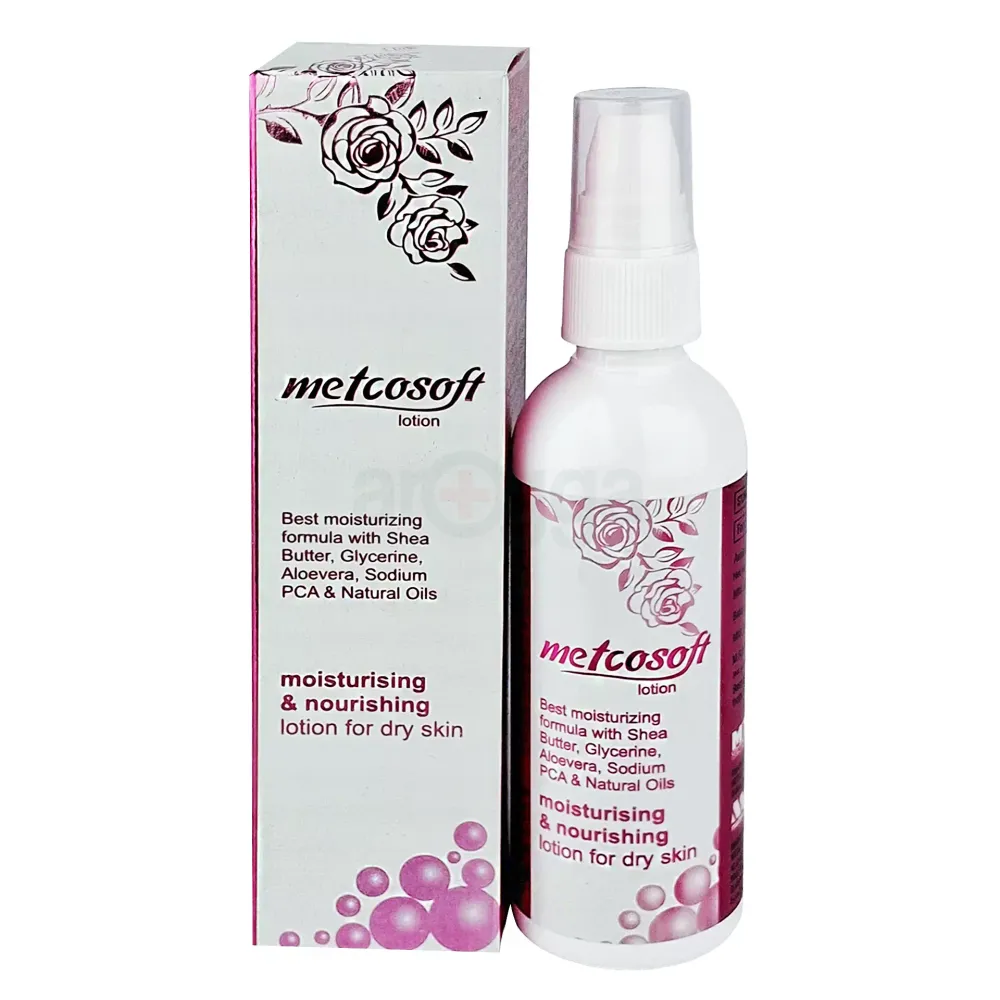 metcosoft
lotion
Best moisturizing
formula with Shea
Butter, Glycerine,
Aloevera, Sodium
PCA & Natural Oils
moisturising
& nourishing
lotion for dry skin
arogga
metcosoft
lotion
Best moisturizing
formula with Shea
Butter, Glycerine,
Aloevera, Sodium
PCA & Natural Oils
moisturising
& nourishing
lotion for dry skin